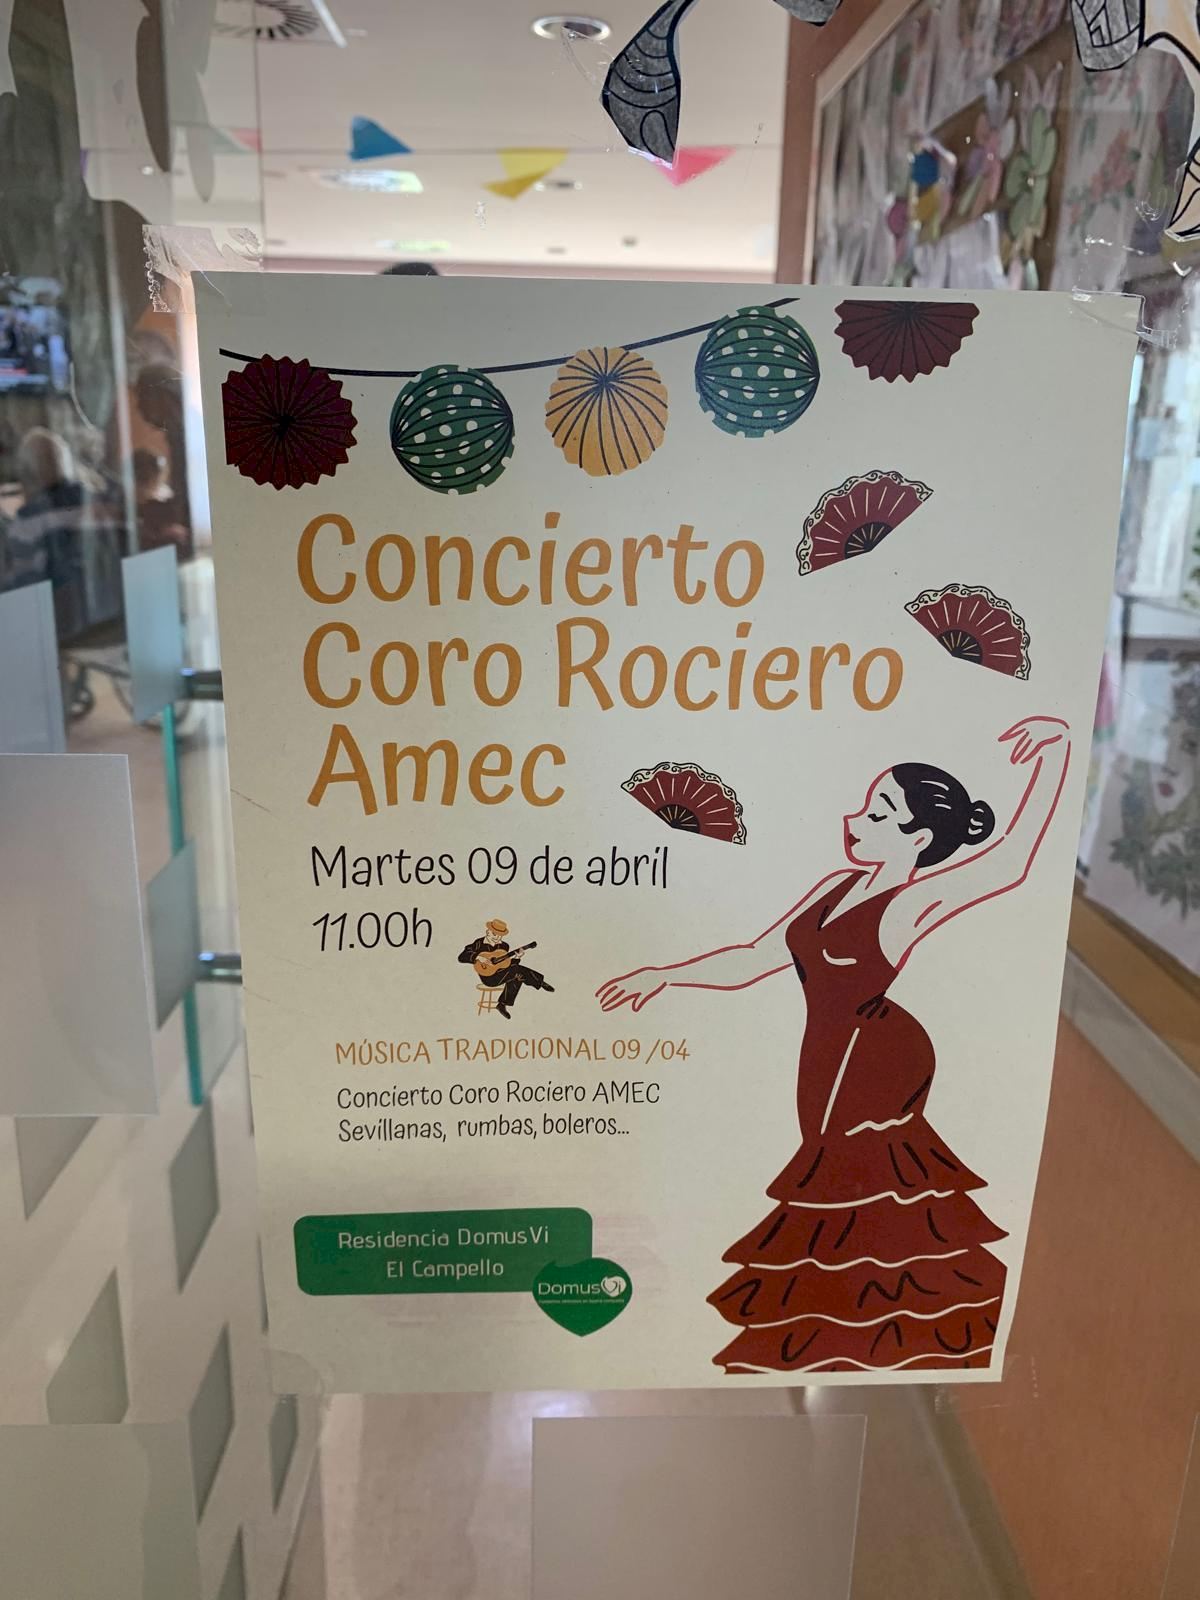 Concierto
Coro Rociero
Amec
Martes 09 de abril
11.00h
MÚSICA TRADICIONAL 09/04
Concierto Coro Rociero AMEC
Sevillanas, rumbas, boleros...
Residencia DomusVi
El Campello
DomusVi